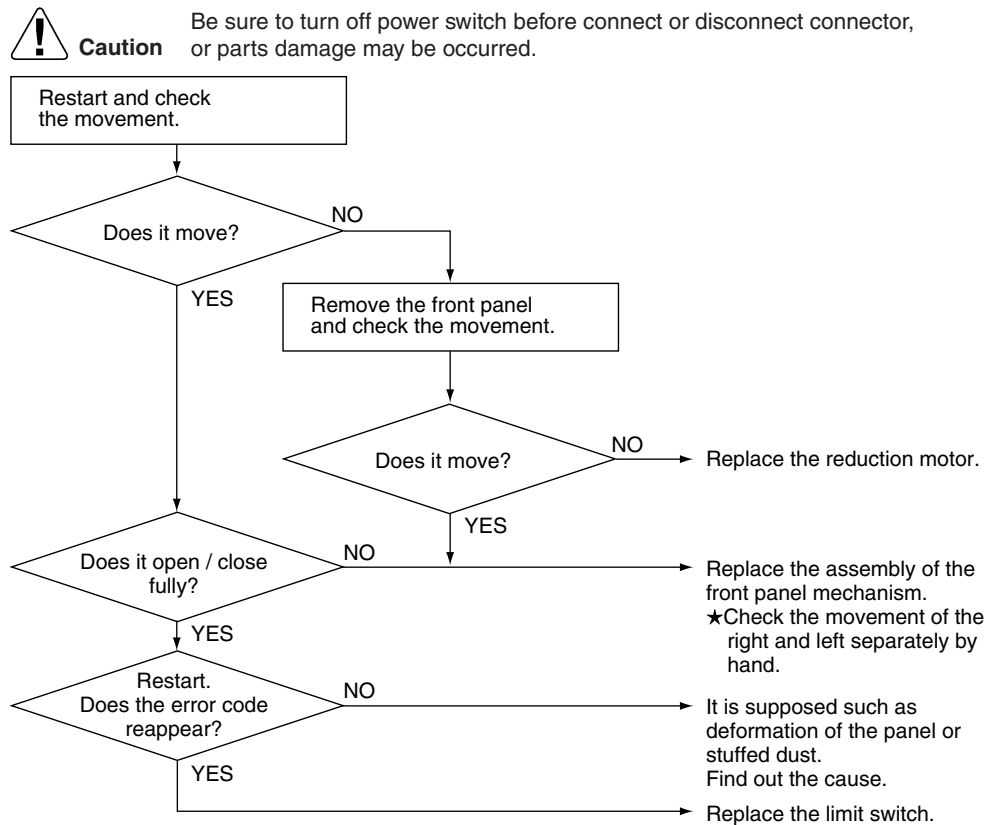 Be sure to turn off power switch before connect or disconnect connector,
Caution or parts damage may be occurred.
Restart and check
the movement.
Does it move?
NO
YES
Remove the front panel
and check the movement.
Does it move?
NO
Replace the reduction motor.
YES
Does it open / close
fully?
NO
Replace the assembly of the
front panel mechanism.
★Check the movement of the
right and left separately by
hand.
YES
Restart.
Does the error code
reappear?
NO
It is supposed such as
deformation of the panel or
stuffed dust.
Find out the cause.
YES
Replace the limit switch.